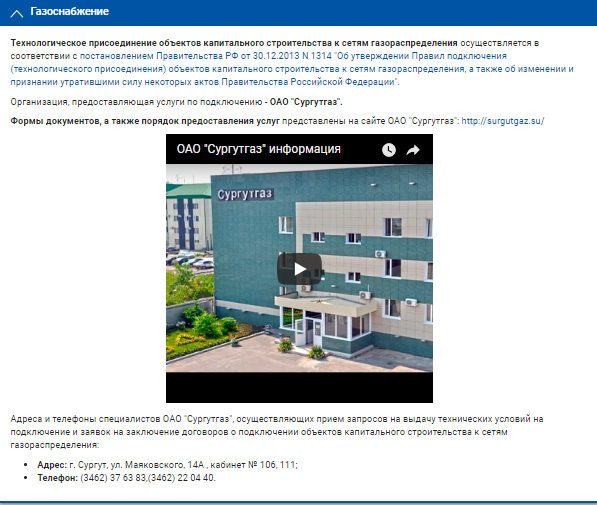 Газоснабжение
Технологическое присоединение объектов капитального строительства к сетям газораспределения осуществляется в
соответствии с постановлением Правительства РФ от 30.12.2013 N 1314 "Об утверждении Правил подключения
(технологического присоединения) объектов капитального строительства к сетям газораспределения, а также об изменении и
признании утратившими силу некоторых актов Правительства Российской Федерации".
Организация, предоставляющая услуги по подключению - ОАО "Сургутгаз".
Формы документов, а также порядок предоставления услуг представлены на сайте ОАО "Сургутгаз": http://surgutgaz.su/
ОАО "Сургутгаз" информация
Сургутгаз
Адреса и телефоны специалистов ОАО "Сургутгаз", осуществляющих прием запросов на выдачу технических условий на
подключение и заявок на заключение договоров о подключении объектов капитального строительства к сетям
газораспределения:
• Адрес: г. Сургут, ул. Маяковского, 14А , кабинет № 106, 111;
• Телефон: (3462) 37 63 83,(3462) 22 04 40.